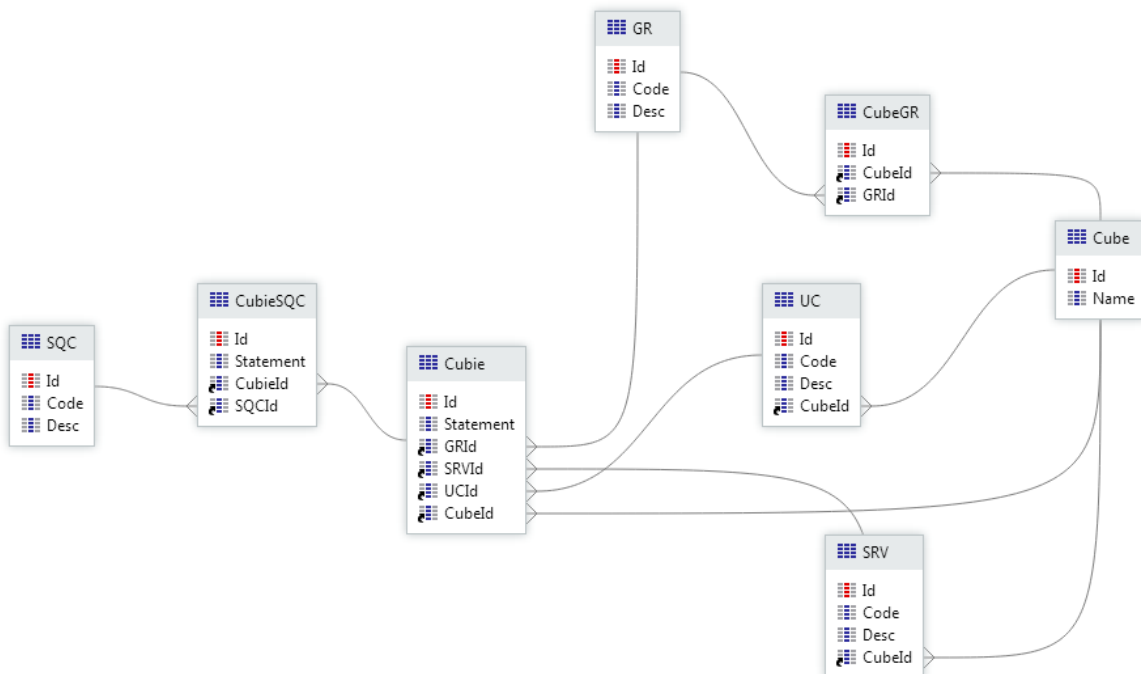 GR
Id
Code
Desc
CubeGR
Id
CubeId
GRId
Cube
Id
Name
CubieSQC
Id
Statement
CubieId
SQCId
UC
Id
Code
Desc
CubeId
SQC
Id
Code
Desc
Cubie
Id
Statement
GRId
SRVId
UCId
CubeId
SRV
Id
Code
Desc
CubeId